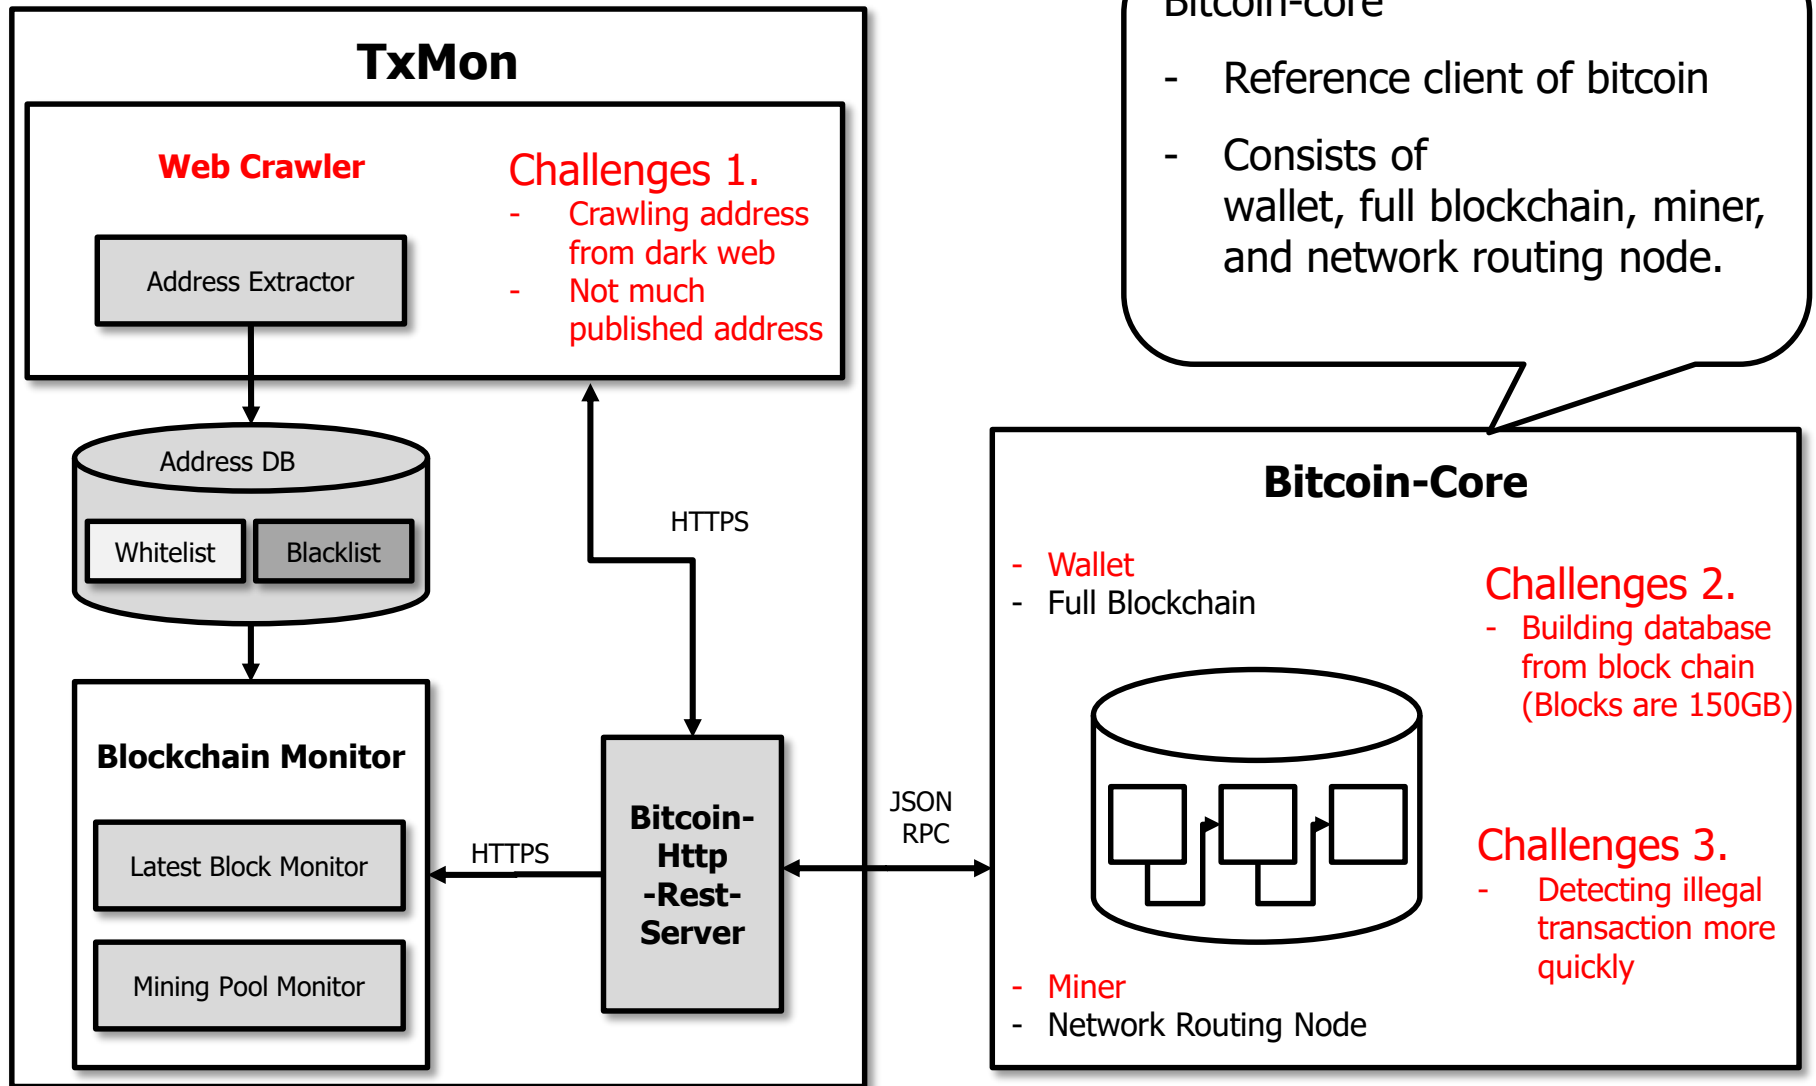 TxMon
Web Crawler
Address Extractor
Challenges 1.
- Crawling address
from dark web
- Not much
published address
Address DB
Whitelist
Blacklist
HTTPS
Blockchain Monitor
Latest Block Monitor
Mining Pool Monitor
HTTPS
Bitcoin-
Http
-Rest-
Server
JSON
RPC
Bitcoin-core
- Reference client of bitcoin
- Consists of
wallet, full blockchain, miner,
and network routing node.
Bitcoin-Core
- Wallet
- Full Blockchain
Challenges 2.
- Building database
from block chain
(Blocks are 150GB)
Challenges 3.
- Detecting illegal
transaction more
quickly
- Miner
- Network Routing Node